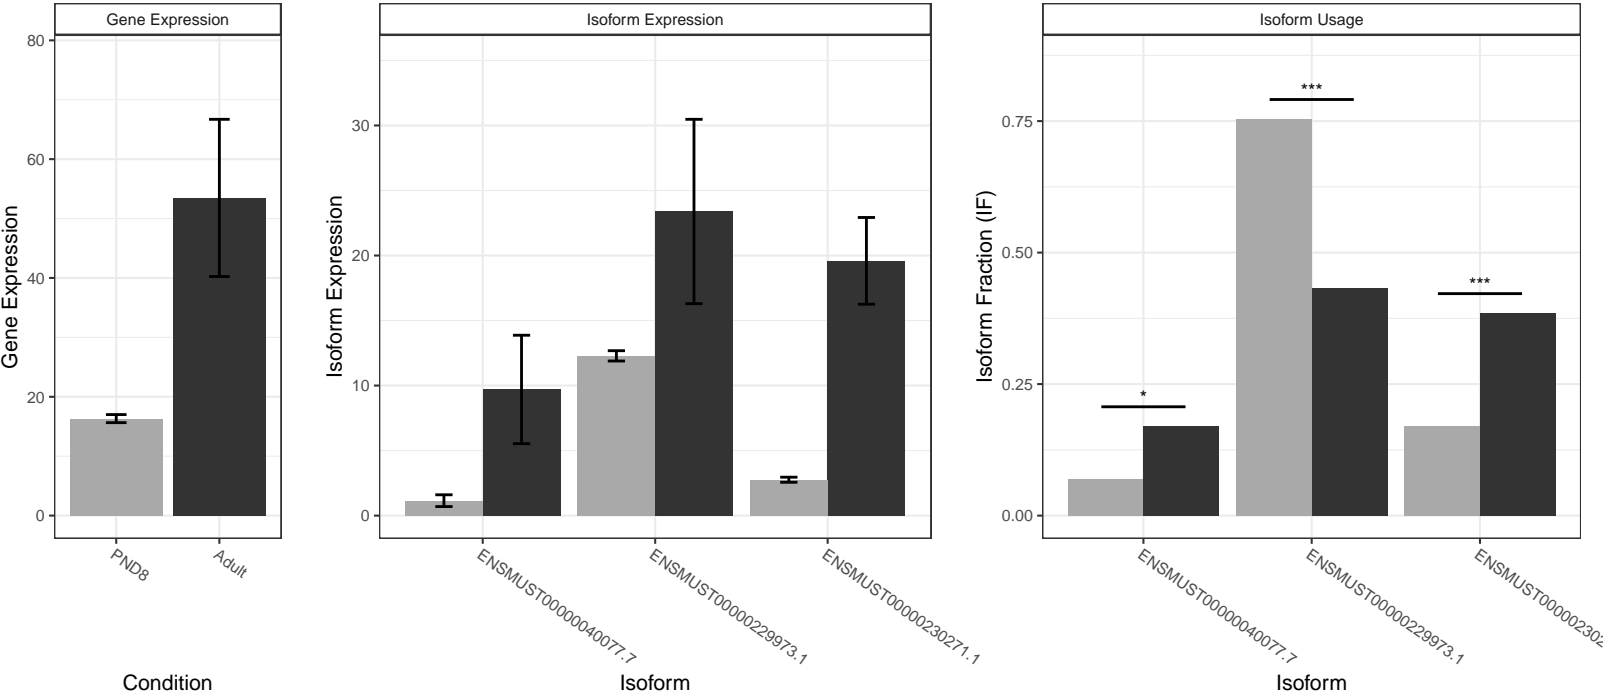 Gene Expression
Isoform Expression
Isoform Usage
Gene Expression
80
60
40
20
0
PND8
Adult
Condition
Isoform Expression
30
20
10
0
ENSMUST00000040077.7
ENSMUST00000229973.1
ENSMUST00000230271.1
Isoform
Isoform Fraction (IF)
0.75
0.50
0.25
0.00
*
***
***
ENSMUST00000040077.7
ENSMUST00000229973.1
ENSMUST00000230
Isoform